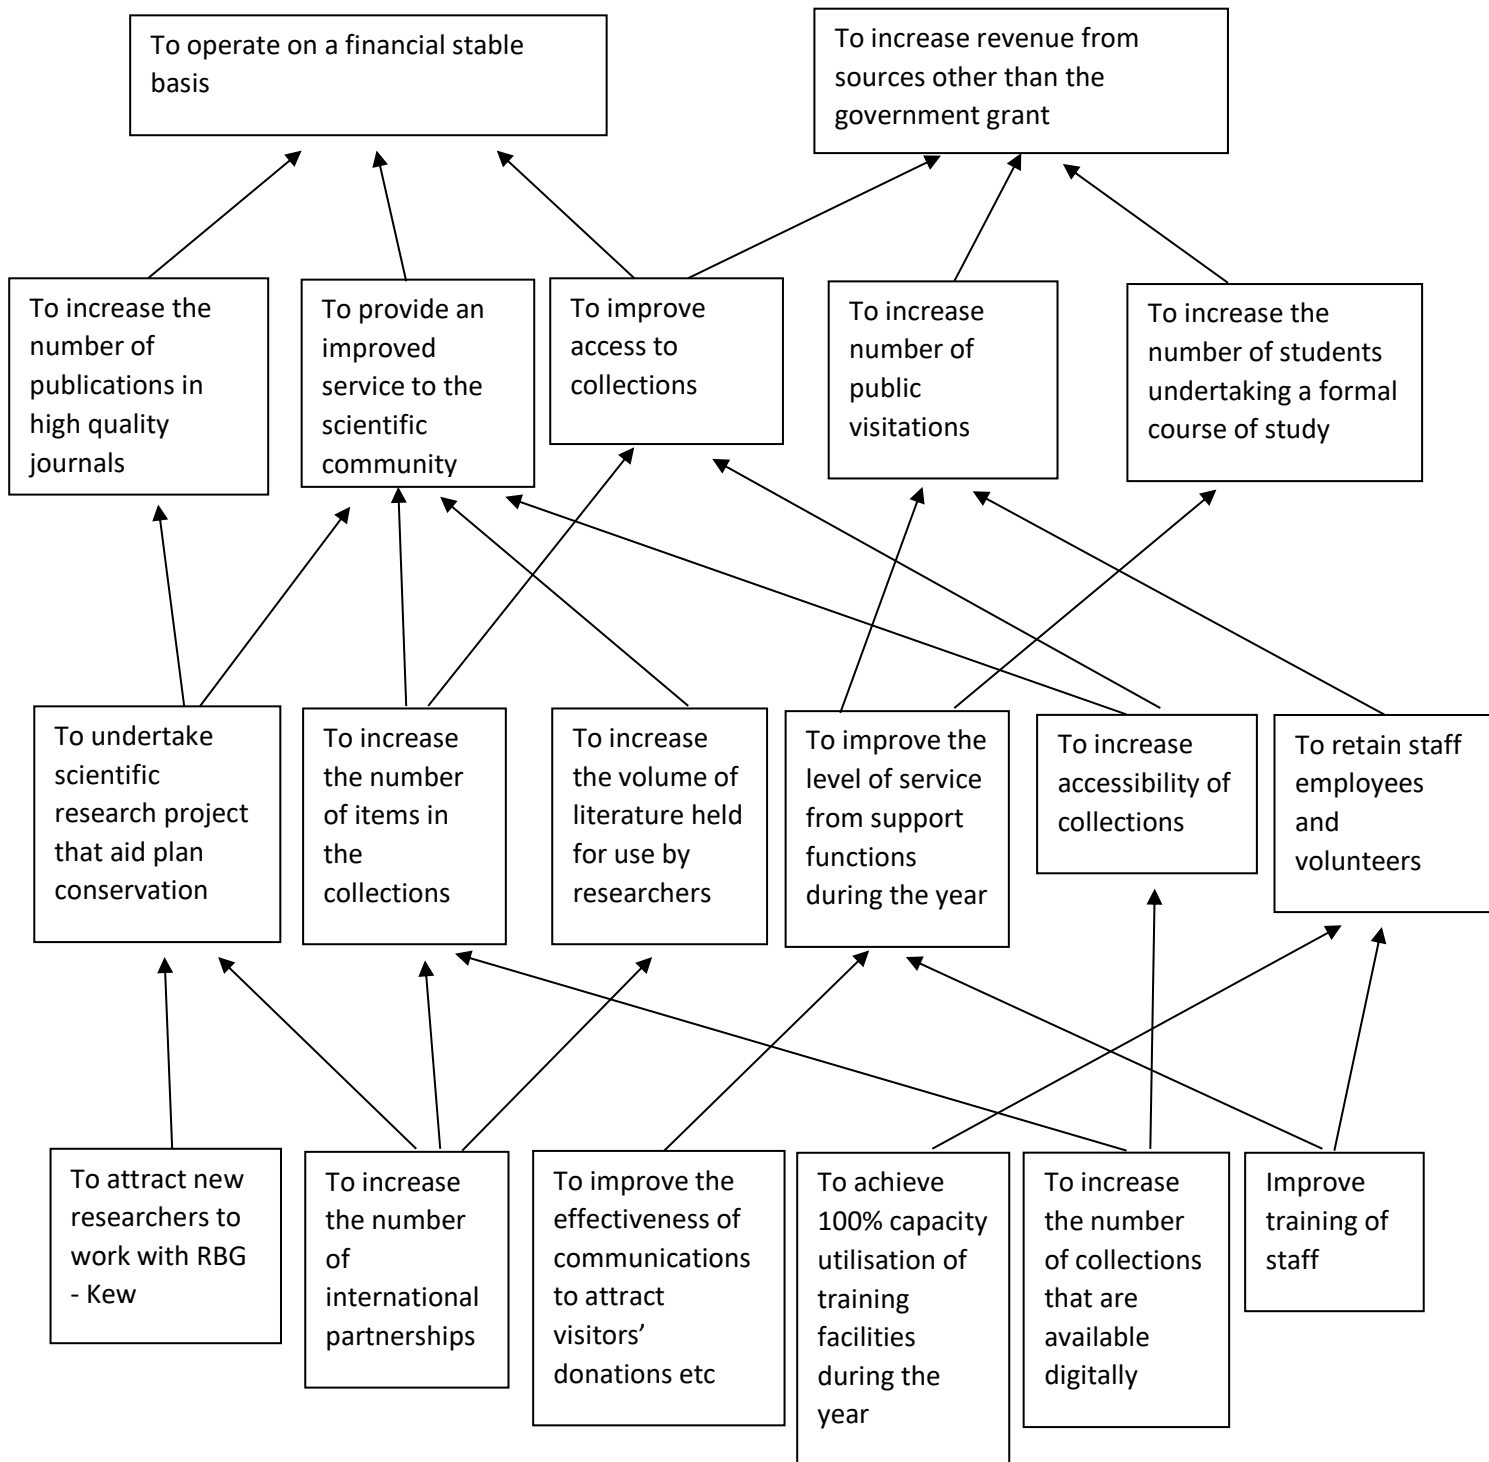 To operate on a financial stable
basis
To increase revenue from
sources other than the
government grant
To increase the
number of
publications in
high quality
journals
To provide an
improved
service to the
scientific
community
To improve
access to
collections
To increase
number of
public
visitations
To increase the
number of students
undertaking a formal
course of study
To undertake
scientific
research project
that aid plan
conservation
To increase
the number
of items in
the
collections
To increase
the volume of
literature held
for use by
researchers
To improve the
level of service
from support
functions
during the year
To increase
accessibility of
collections
To retain staff
employees
and
volunteers
To attract new
researchers to
work with RBG
- Kew
To increase
the number
of
international
partnerships
To improve the
effectiveness of
communications
to attract
visitors’
donations etc
To achieve
100% capacity
utilisation of
training
facilities
during the
year
To increase
the number
of collections
that are
available
digitally
Improve
training of
staff